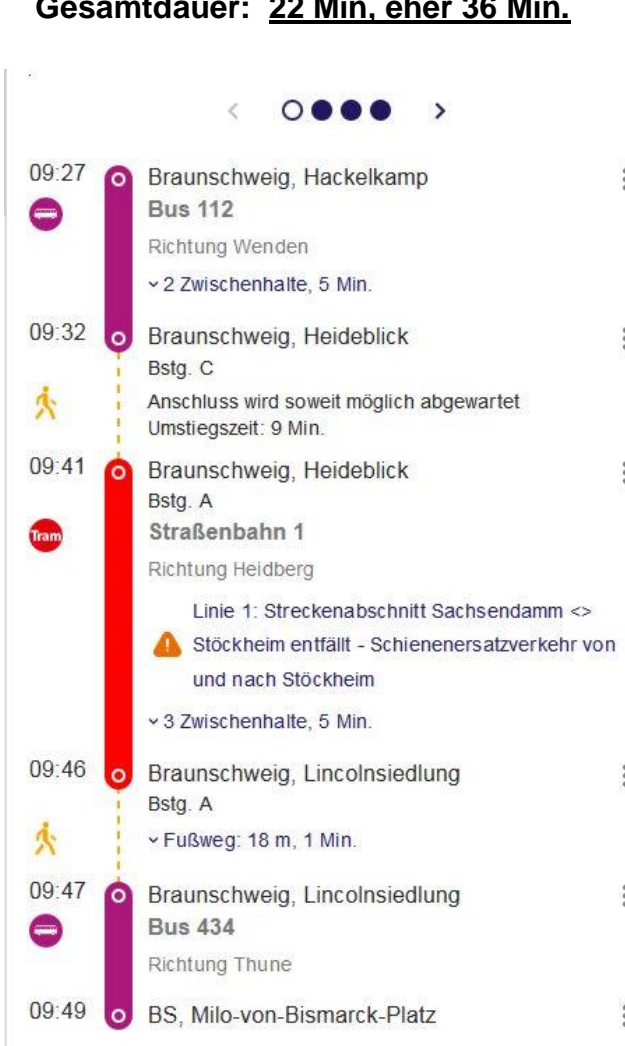 Gesamtdauer: 22 Min, eher 36 Min.
09:27 Braunschweig, Hackelkamp
Bus 112
Richtung Wenden
2 Zwischenhalte, 5 Min.
09:32 Braunschweig, Heideblick
Bstg. C
Anschluss wird soweit möglich abgewartet
Umstiegszeit: 9 Min.
09:41 Braunschweig, Heideblick
Bstg. A
Tram Straßenbahn 1
Richtung Heidberg
Linie 1: Streckenabschnitt Sachsendamm <>
Stöckheim entfällt - Schienenersatzverkehr von
und nach Stöckheim
3 Zwischenhalte, 5 Min.
09:46 Braunschweig, Lincolnsiedlung
Bstg. A
Fußweg: 18 m, 1 Min.
09:47 Braunschweig, Lincolnsiedlung
Bus 434
Richtung Thune
09:49 BS, Milo-von-Bismarck-Platz